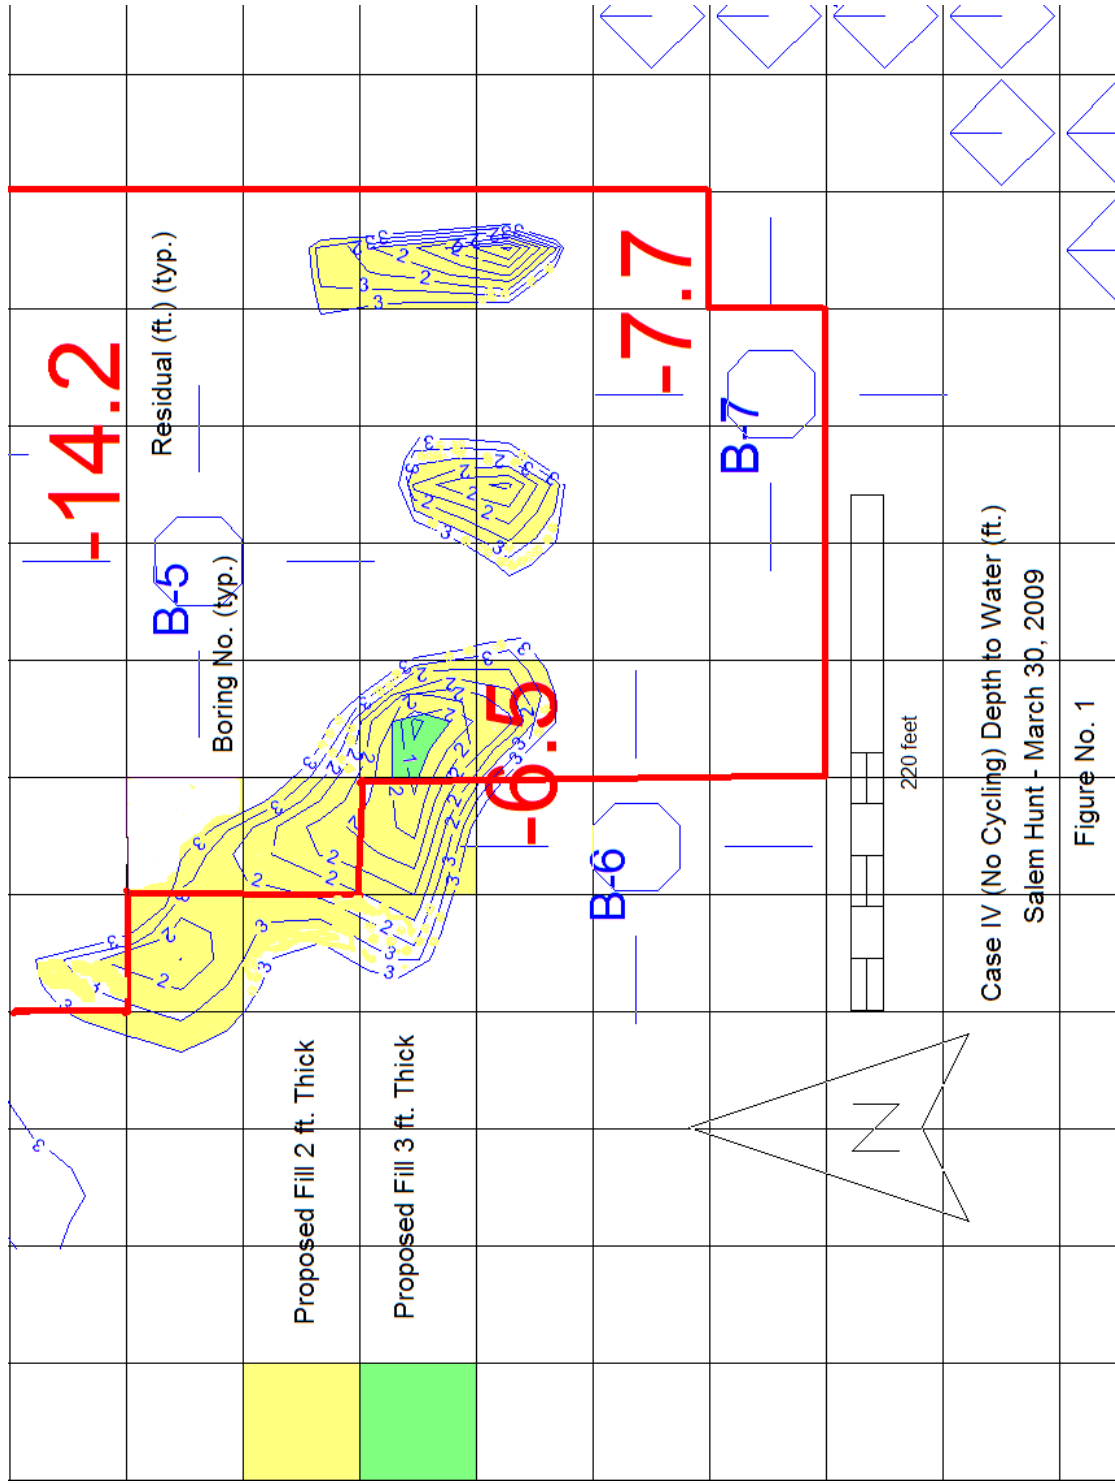 -14.2
Residual (ft.) (typ.)
B-5
Boring No. (typ.)
Proposed Fill 2 ft. Thick
Proposed Fill 3 ft. Thick
-6.5
B-6
-7.7
B-7
N
220 feet
Case IV (No Cycling) Depth to Water (ft.)
Salem Hunt - March 30, 2009
Figure No. 1